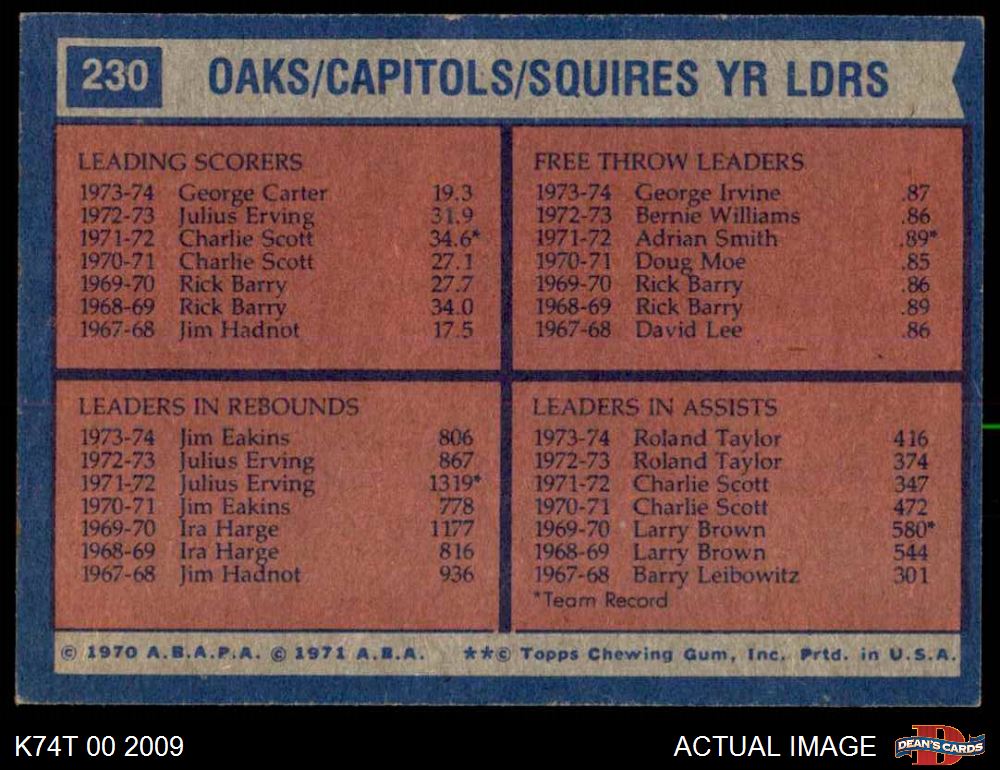 230 OAKS/CAPITOLS/SQUIRES YR LDRS
LEADING SCORERS
1973-74 George Carter 19.3
1972-73 Julius Erving 31.9
1971-72 Charlie Scott 34.6*
1970-71 Charlie Scott 27.1
1969-70 Rick Barry 27.7
1968-69 Rick Barry 34.0
1967-68 Jim Hadnot 17.5
FREE THROW LEADERS
1973-74 George Irvine .87
1972-73 Bernie Williams .86
1971-72 Adrian Smith .89*
1970-71 Doug Moe .85
1969-70 Rick Barry .86
1968-69 Rick Barry .89
1967-68 David Lee .86
LEADERS IN REBOUNDS
1973-74 Jim Eakins 806
1972-73 Julius Erving 867
1971-72 Julius Erving 1319*
1970-71 Jim Eakins 778
1969-70 Ira Harge 1177
1968-69 Ira Harge 816
1967-68 Jim Hadnot 936
LEADERS IN ASSISTS
1973-74 Roland Taylor 416
1972-73 Roland Taylor 374
1971-72 Charlie Scott 347
1970-71 Charlie Scott 472
1969-70 Larry Brown 580*
1968-69 Larry Brown 544
1967-68 Barry Leibowitz 301
*Team Record
© 1970 A.B.A.P.A. © 1971 A.B.A. **© Topps Chewing Gum, Inc. Prtd. in U.S.A.
K74T 00 2009 ACTUAL IMAGE D DEAN'S CARDS